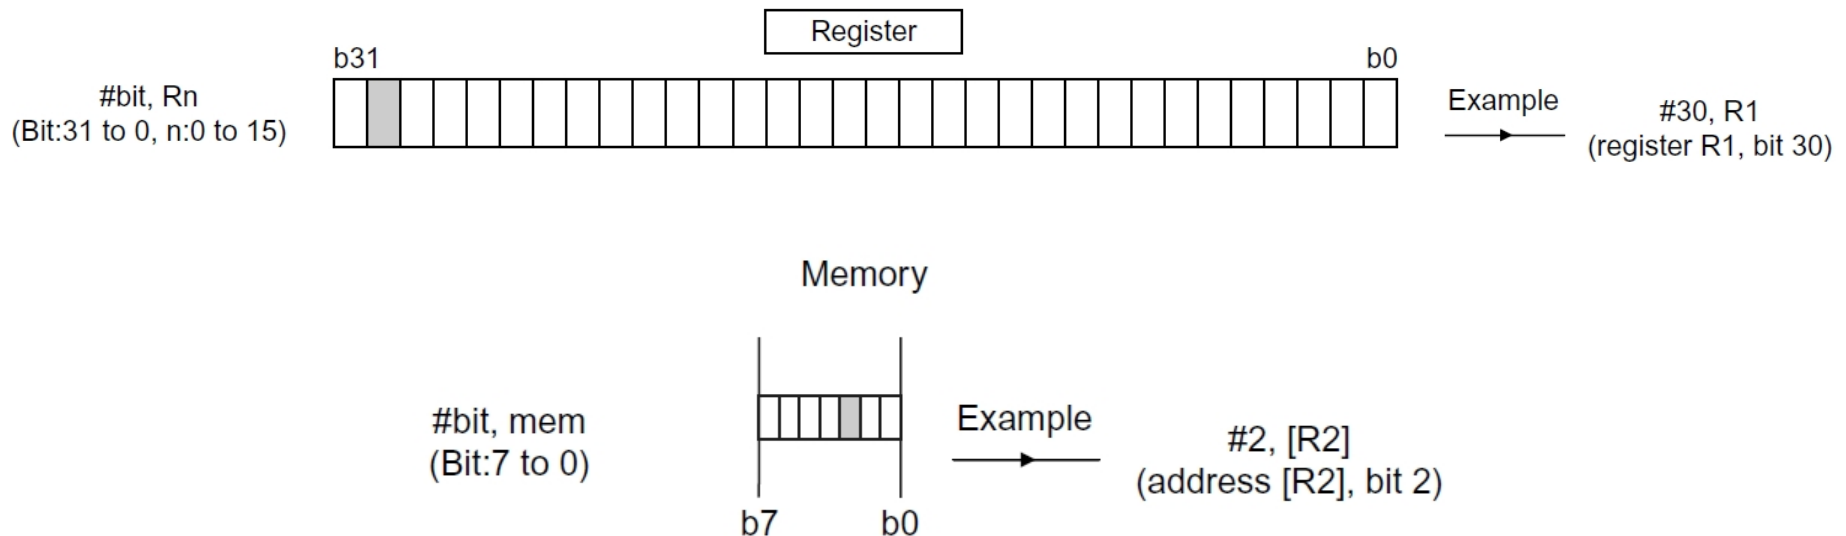 Register
b31
b0
#bit, Rn
(Bit:31 to 0, n:0 to 15)
Example
#30, R1
(register R1, bit 30)
Memory
#bit, mem
(Bit:7 to 0)
Example
#2, [R2]
(address [R2], bit 2)
b7
b0